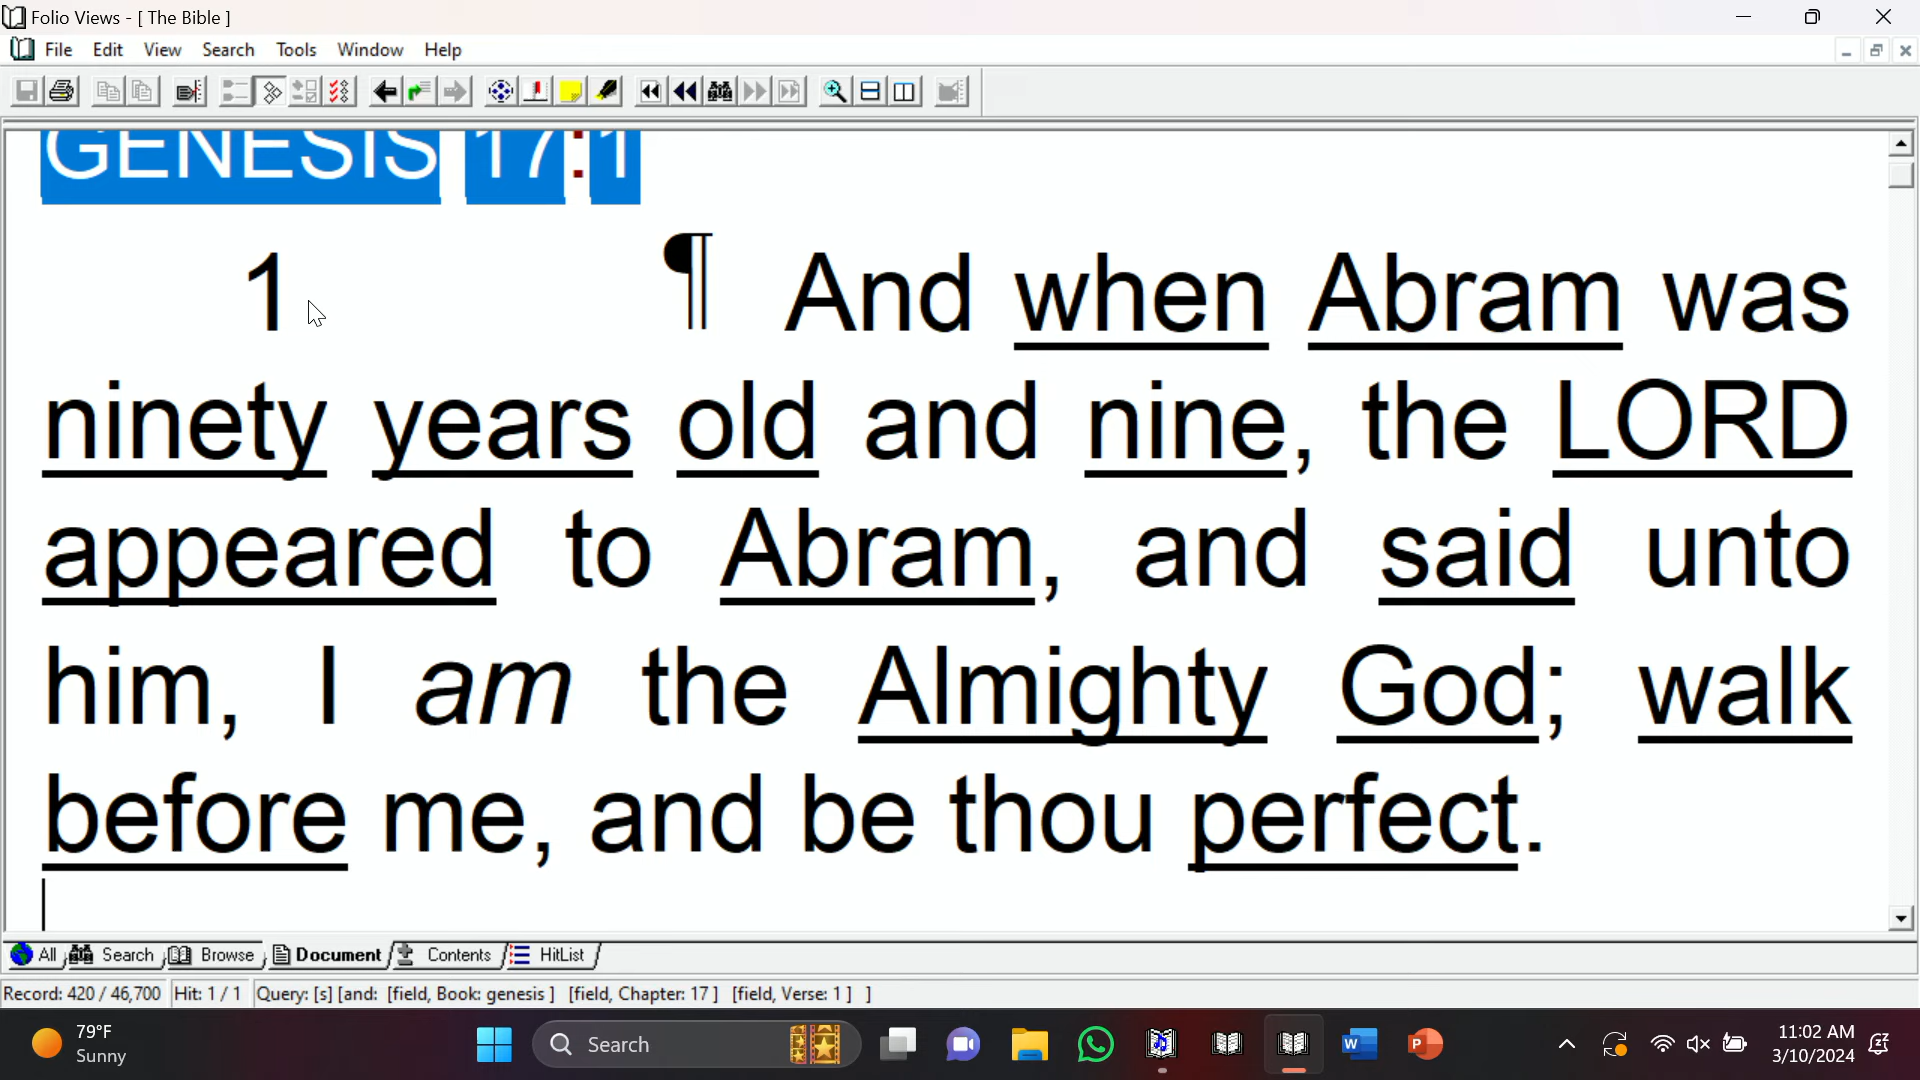 Folio Views - [ The Bible ]
File Edit View Search Tools Window Help
GENESIS 17:1
1 ¶ And when Abram was
ninety years old and nine, the LORD
appeared to Abram, and said unto
him, I am the Almighty God; walk
before me, and be thou perfect.
All Search Browse Document Contents HitList
Record: 420 / 46,700 Hit: 1 / 1 Query: [s] [and: [field, Book: genesis ] [field, Chapter: 17 ] [field, Verse: 1 ] ]
79°F
Sunny
Search
11:02 AM
3/10/2024